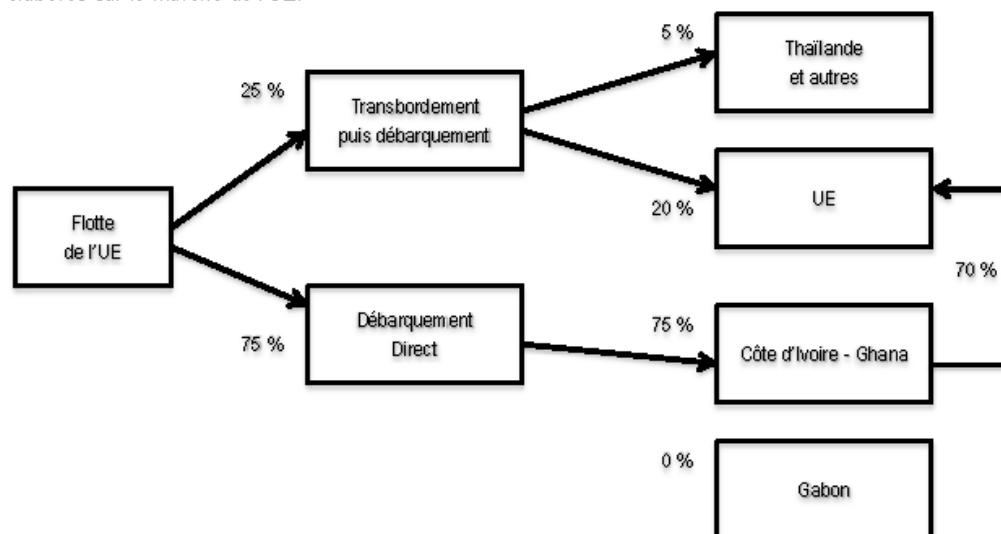 5 %
Thaïlande
et autres
25 %
Transbordement
puis débarquement
UE
20 %
Flotte
de l'UE
70 %
75 %
Débarquement
Direct
75 %
Côte d'Ivoire - Ghana
0 %
Gabon